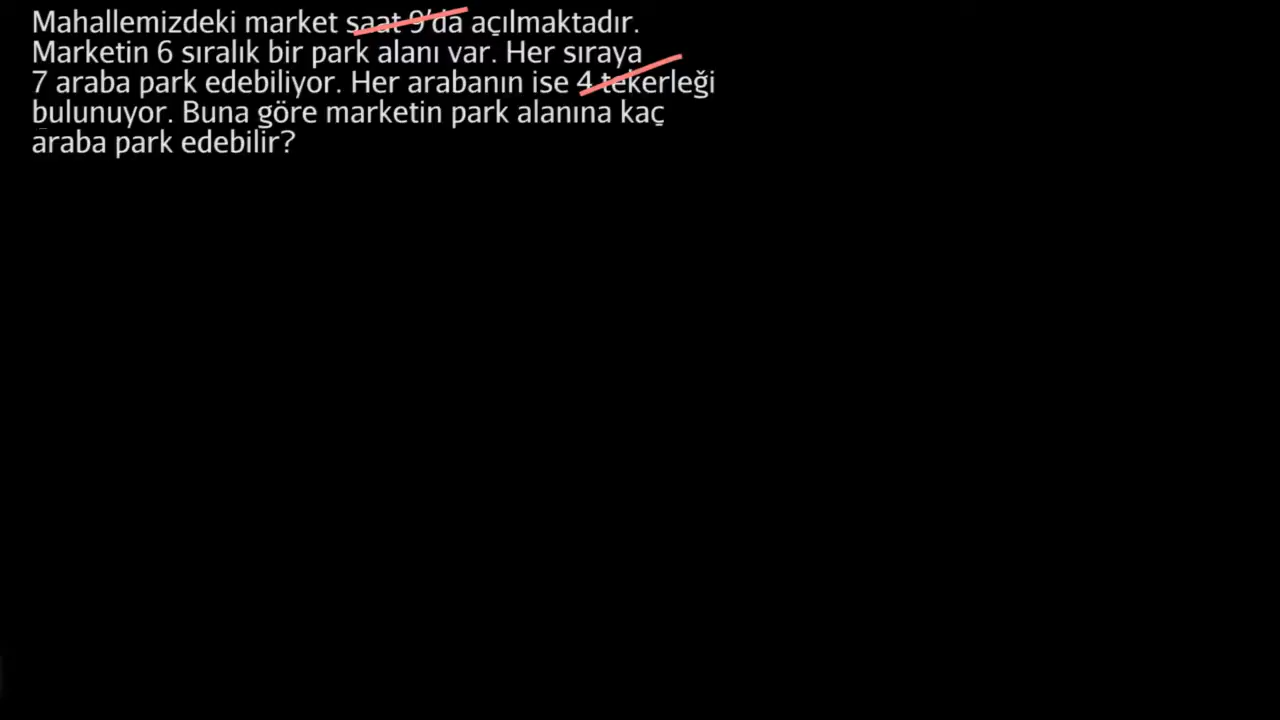 Mahallemizdeki market saat 9'da açılmaktadır.
Marketin 6 sıralık bir park alanı var. Her sıraya
7 araba park edebiliyor. Her arabanın ise 4 tekerleği
bulunuyor. Buna göre marketin park alanına kaç
araba park edebilir?